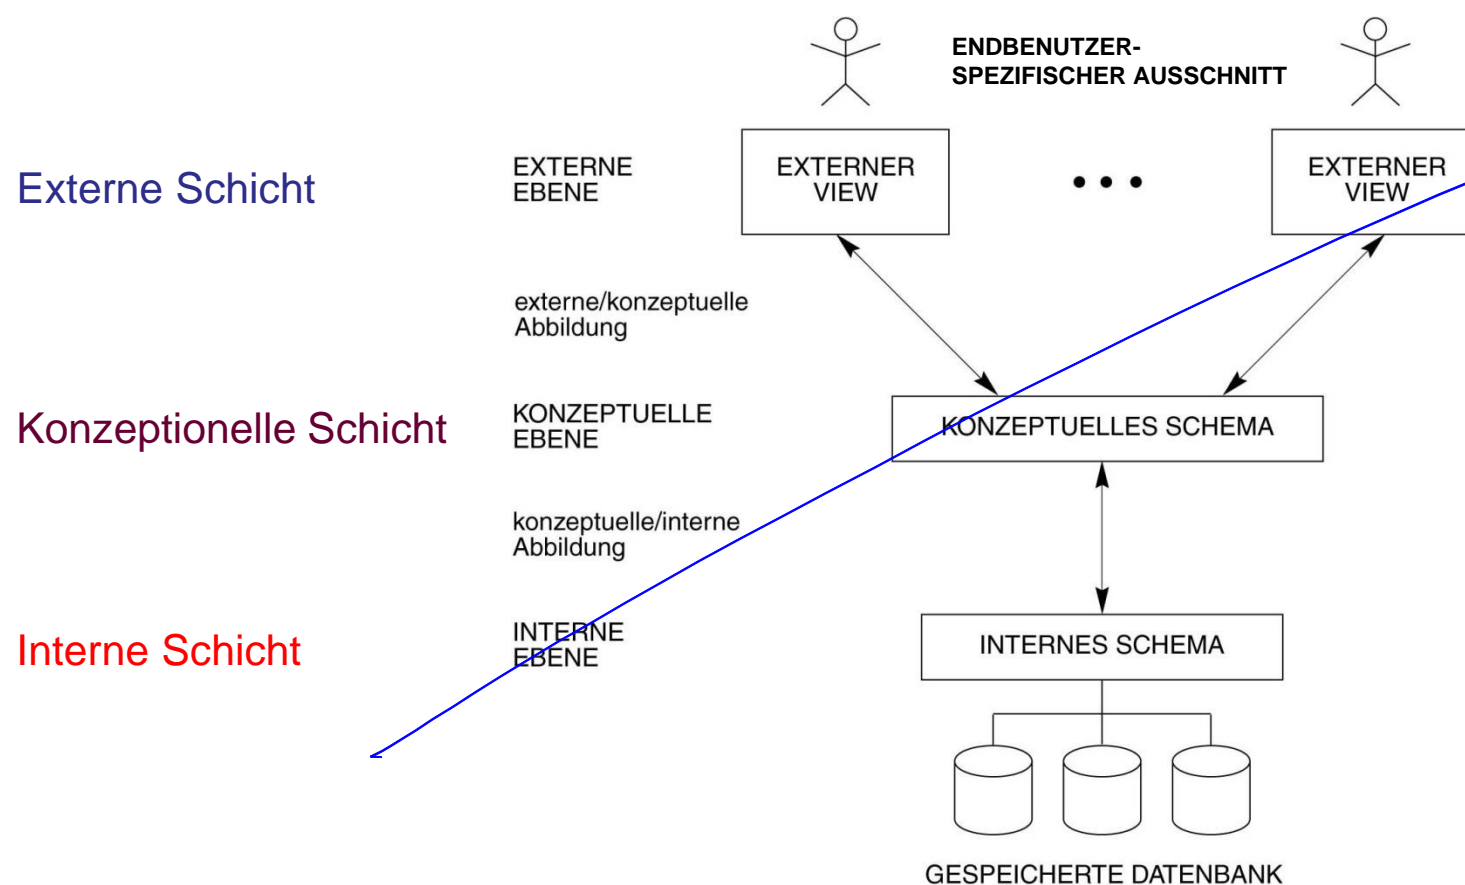 ENDBENUTZER-
SPEZIFISCHER AUSSCHNITT
Externe Schicht
EXTERNE
EBENE
EXTERNER
VIEW
EXTERNER
VIEW
externe/konzeptuelle
Abbildung
Konzeptionelle Schicht
KONZEPTUELLE
EBENE
KONZEPTUELLES SCHEMA
konzeptuelle/interne
Abbildung
Interne Schicht
INTERNE
EBENE
INTERNES SCHEMA
GESPEICHERTE DATENBANK